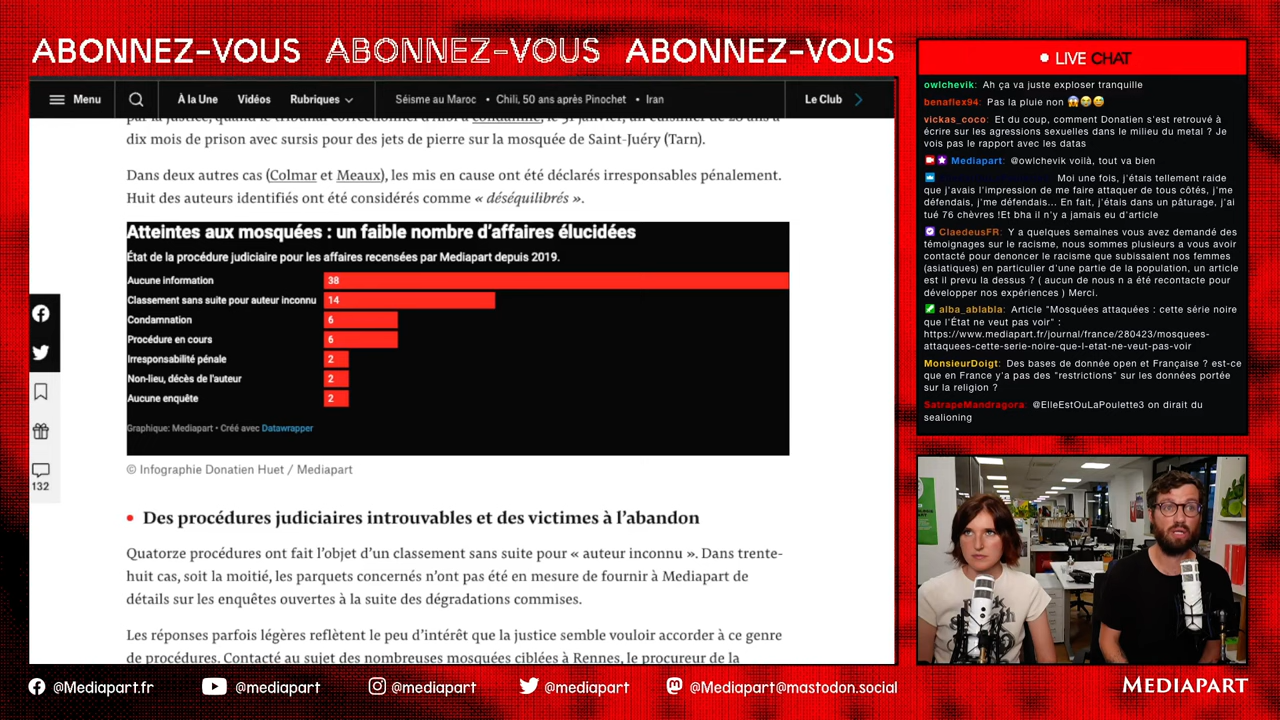 ABONNEZ-VOUS ABONNEZ-VOUS ABONNEZ-VOUS
Menu
À la Une Vidéos Rubriques
Séisme au Maroc • Chili, 50 ans après Pinochet • Iran
Le Club
dix mois de prison avec sursis pour des jets de pierre sur la mosquée de Saint-Juéry (Tarn).
Dans deux autres cas (Colmar et Meaux), les mis en cause ont été déclarés irresponsables pénalement.
Huit des auteurs identifiés ont été considérés comme « déséquilibrés ».
Atteintes aux mosquées : un faible nombre d'affaires élucidées
État de la procédure judiciaire pour les affaires recensées par Mediapart depuis 2019.
Aucune information 38
Classement sans suite pour auteur inconnu 14
Condamnation 6
Procédure en cours 6
Irresponsabilité pénale 2
Non-lieu, décès de l'auteur 2
Aucune enquête 2
Graphique: Mediapart • Créé avec Datawrapper
© Infographie Donatien Huet / Mediapart
132
• Des procédures judiciaires introuvables et des victimes à l'abandon
Quatorze procédures ont fait l'objet d'un classement sans suite pour « auteur inconnu ». Dans trente-
huit cas, soit la moitié, les parquets concernés n'ont pas été en mesure de fournir à Mediapart de
détails sur les enquêtes ouvertes à la suite des dégradations commises.
Les réponses parfois légères reflètent le peu d'intérêt que la justice semble vouloir accorder à ce genre
de procédures. Contacté au sujet des nombreuses mosquées ciblées à Rennes, le procureur de la
LIVE CHAT
owlchevik: Ah ça va juste exploser tranquille
benaflex94: Pas la pluie non 😱😭😅
vickas_coco: Et du coup, comment Donatien s'est retrouvé à
écrire sur les agressions sexuelles dans le milieu du metal ? Je
vois pas le rapport avec les datas
Mediapart: @owlchevik voilà, tout va bien
Moi une fois, j'étais tellement raide
que j'avais l'impression de me faire attaquer de tous côtés, j'me
défendais, j'me défendais... En fait, j'étais dans un pâturage, j'ai
tué 76 chèvres !Et bha il n'y a jamais eu d'article
ClaedeusFR: Y a quelques semaines vous avez demandé des
témoignages sur le racisme, nous sommes plusieurs a vous avoir
contacté pour denoncer le racisme que subissaient nos femmes
(asiatiques) en particulier d'une partie de la population, un article
est il prevu la dessus ? ( aucun de nous n a été recontacte pour
développer nos expériences ) Merci.
alba_ablabla: Article "Mosquées attaquées : cette série noire
que l'État ne veut pas voir" :
https://www.mediapart.fr/journal/france/280423/mosquees-
attaquees-cette-serie-noire-que-l-etat-ne-veut-pas-voir
MonsieurDoigt: Des bases de donnée open et Française ? est-ce
que en France y'a pas des "restrictions" sur les données portée
sur la religion ?
SatrapeMandragora: @ElleEstOuLaPoulette3 on dirait du
sealioning
@Mediapart.fr @mediapart @mediapart @mediapart @Mediapart@mastodon.social
MEDIAPART